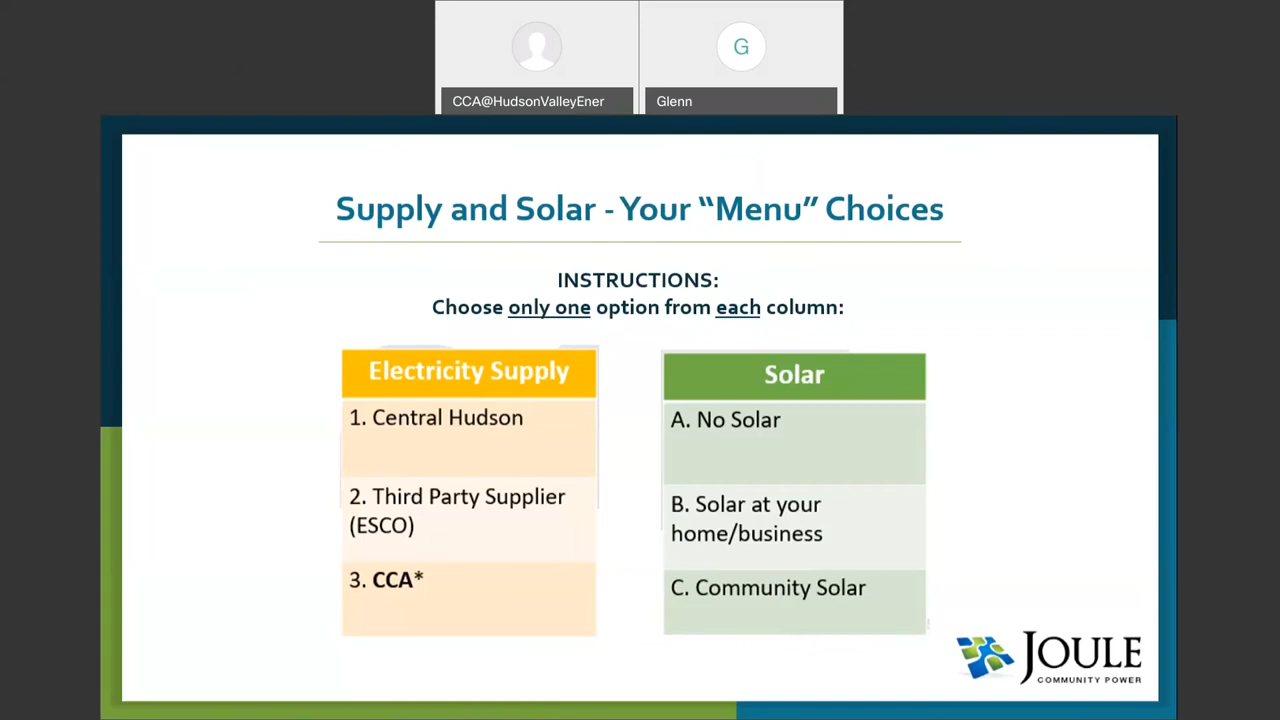 G
CCA@HudsonValleyEner
Glenn
Supply and Solar - Your “Menu” Choices
INSTRUCTIONS:
Choose only one option from each column:
Electricity Supply
1. Central Hudson
2. Third Party Supplier
(ESCO)
3. CCA*
Solar
A. No Solar
B. Solar at your
home/business
C. Community Solar
JOULE
COMMUNITY POWER